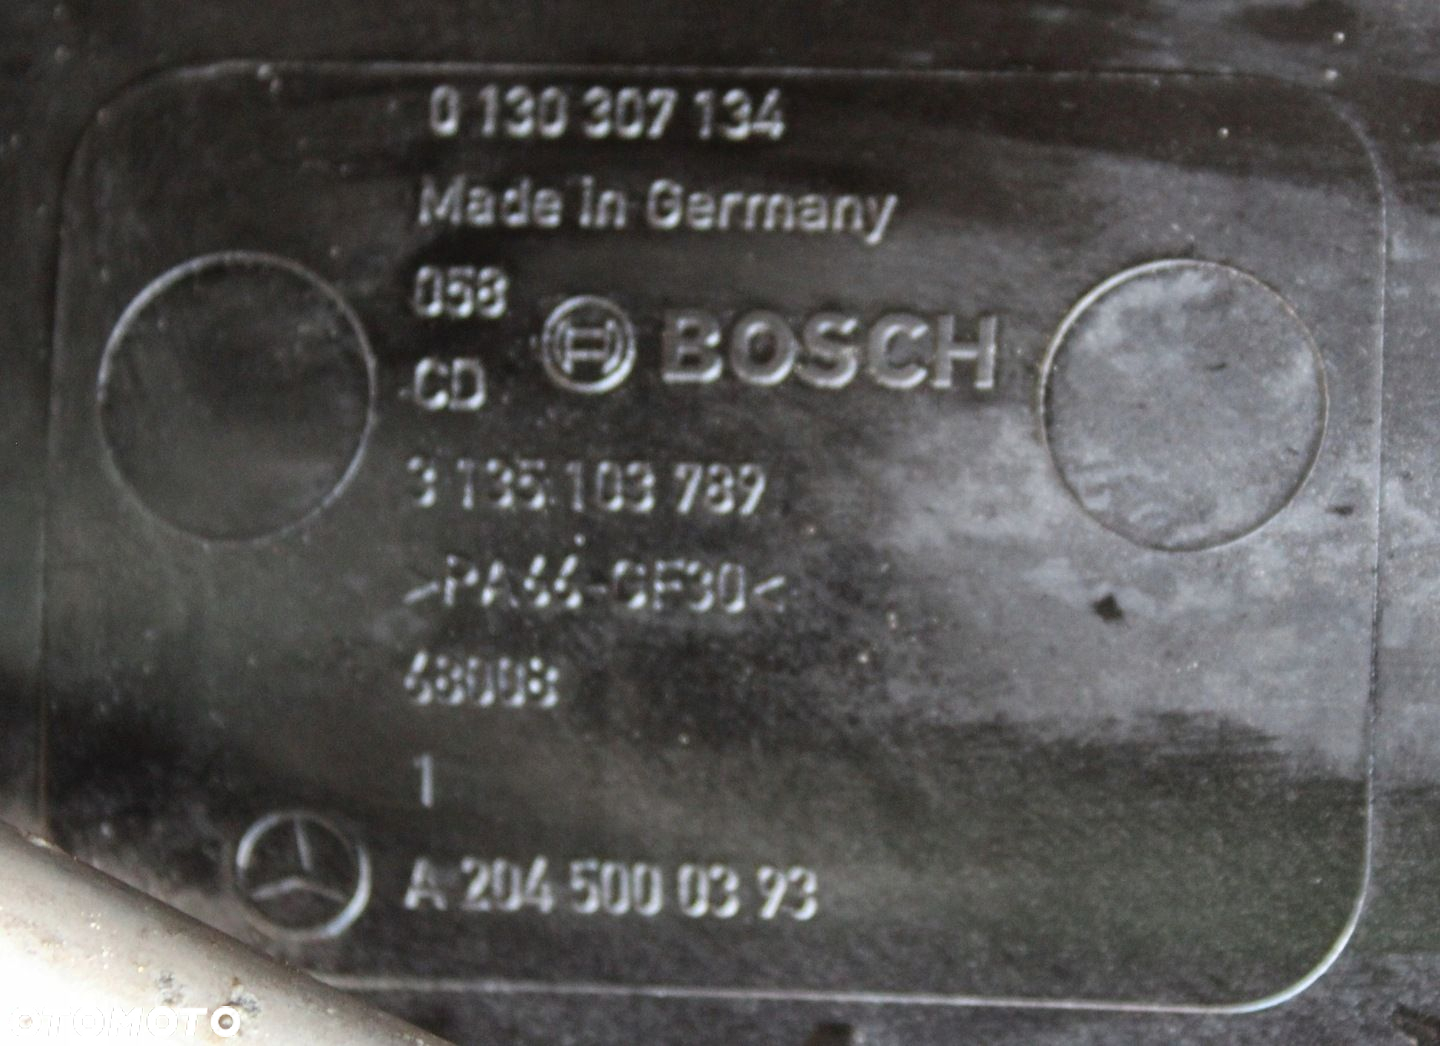 0 130 307 134
Made in Germany
058
BOSCH
CD
3 135 103 789
>PA66-GF30<
68008
1
A 204 500 03 93
OTOMOTO